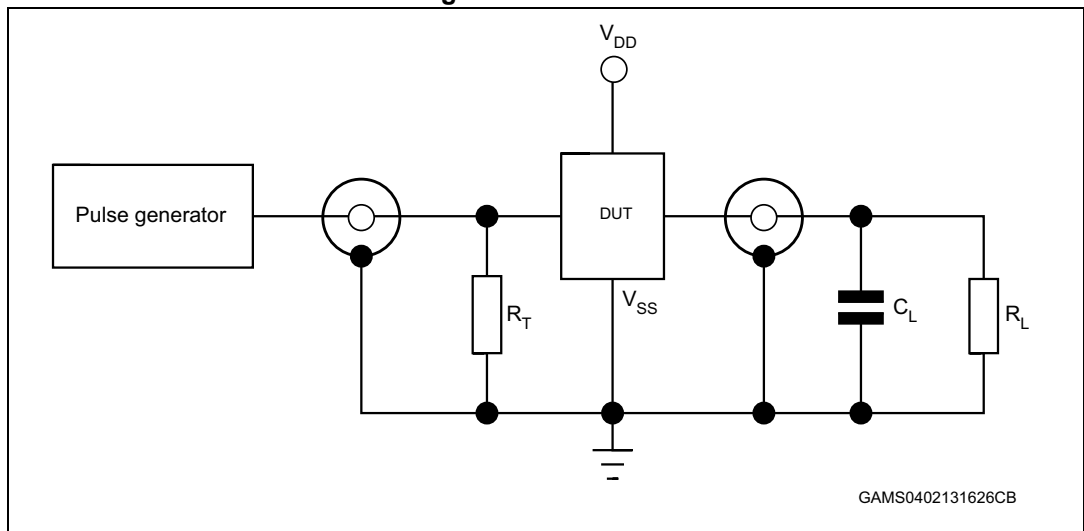 V_DD
Pulse generator
DUT
V_SS
R_T
C_L
R_L
GAMS0402131626CB